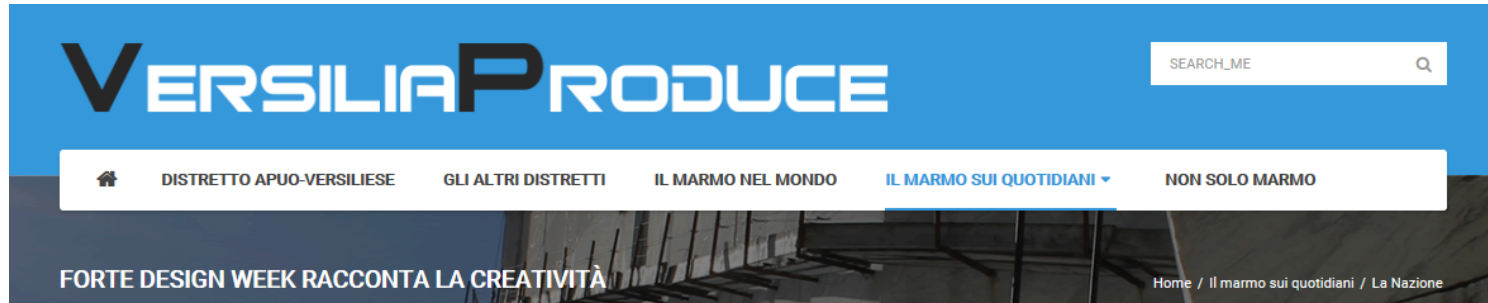 VERSILIAPRODUCE
SEARCH_ME
DISTRETTO APUO-VERSILIESE GLI ALTRI DISTRETTI IL MARMO NEL MONDO IL MARMO SUI QUOTIDIANI NON SOLO MARMO
FORTE DESIGN WEEK RACCONTA LA CREATIVITÀ
Home / Il marmo sui quotidiani / La Nazione